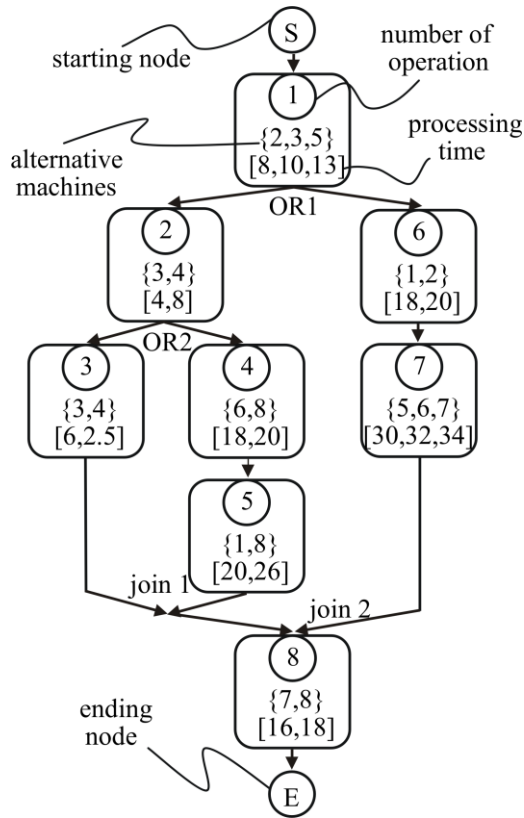 S
starting node
number of
operation
1
{2,3,5}
[8,10,13]
alternative
machines
processing
time
OR1
2
{3,4}
[4,8]
6
{1,2}
[18,20]
OR2
3
{3,4}
[6,2.5]
4
{6,8}
[18,20]
7
{5,6,7}
[30,32,34]
5
{1,8}
[20,26]
join 1
join 2
8
{7,8}
[16,18]
ending
node
E